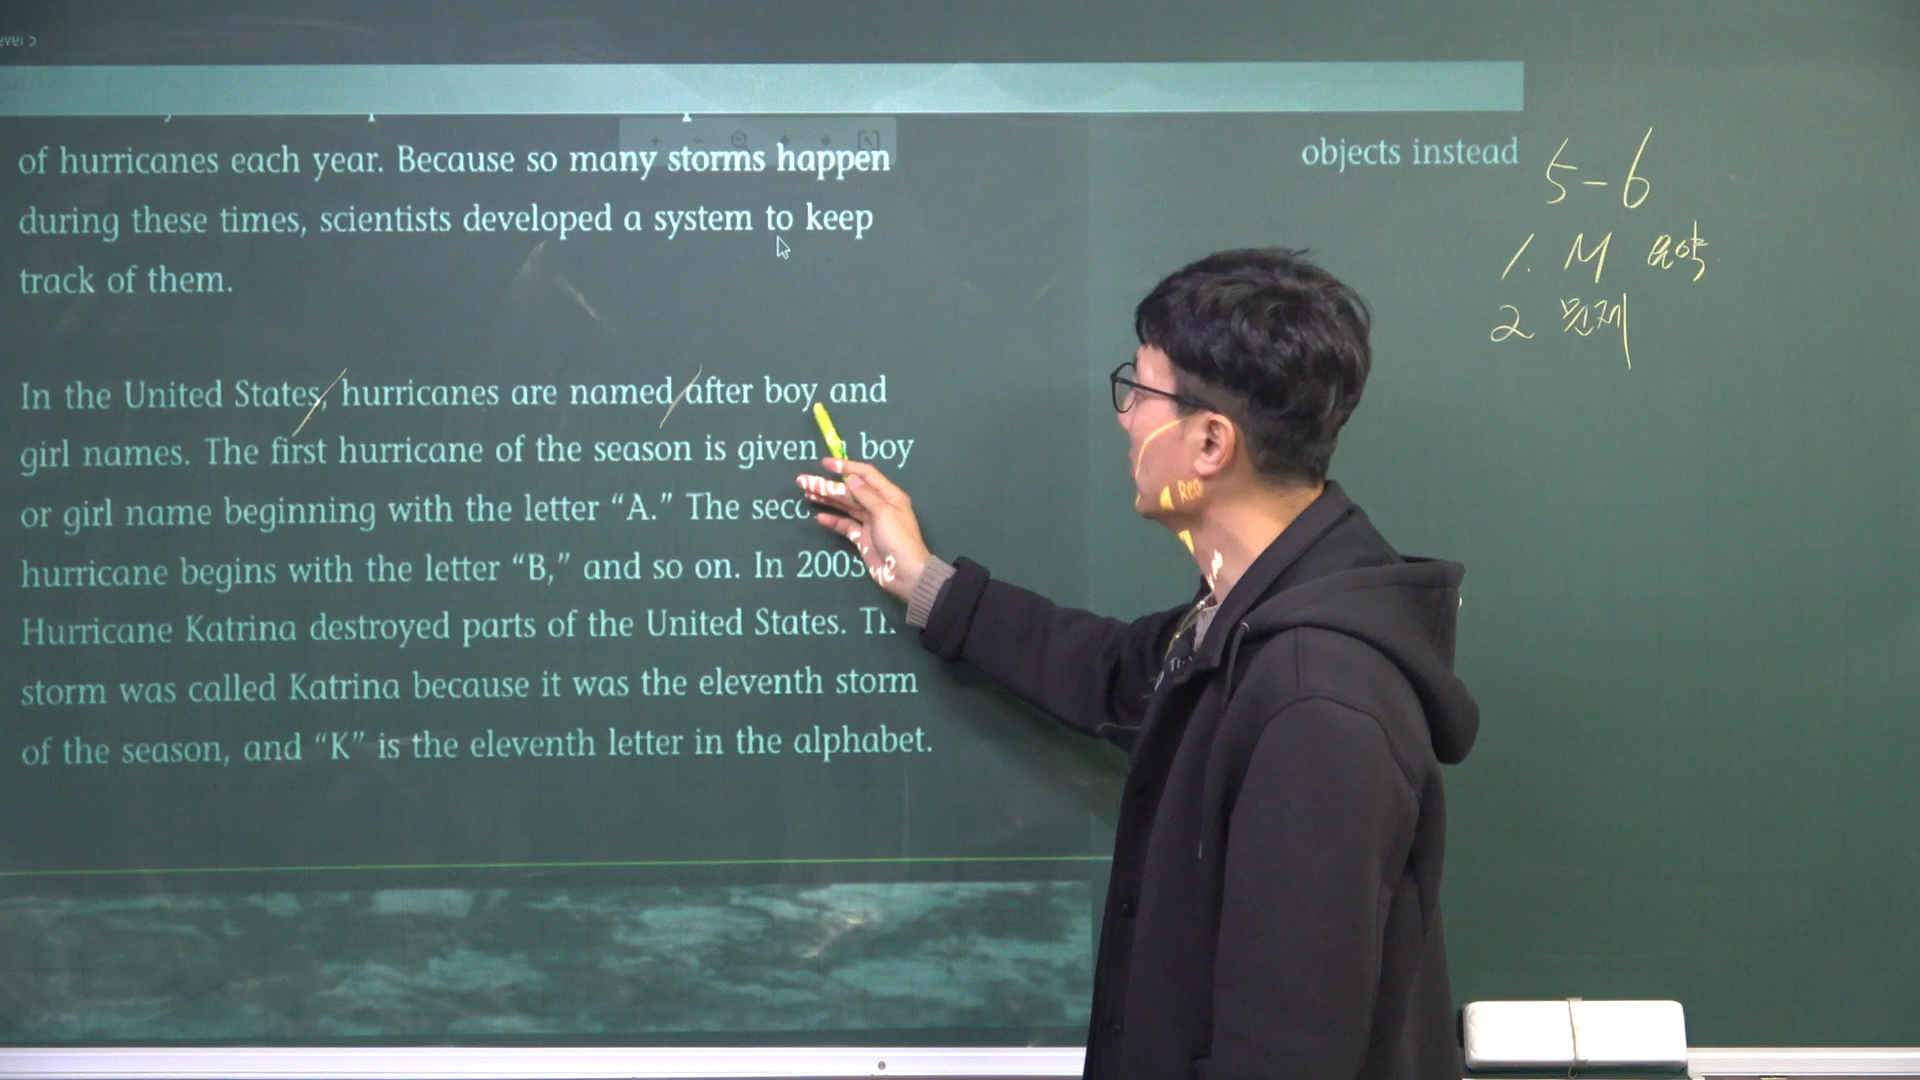 of hurricanes each year. Because so many storms happen
during these times, scientists developed a system to keep
track of them.
In the United States, hurricanes are named after boy and
girl names. The first hurricane of the season is given boy
or girl name beginning with the letter “A.” The
hurricane begins with the letter “B,” and so on. In 2005
Hurricane Katrina destroyed parts of the United States.
storm was called Katrina because it was the eleventh storm
of the season, and “K” is the eleventh letter in the alphabet.
objects instead
5-6
1. M 요약
2 문제